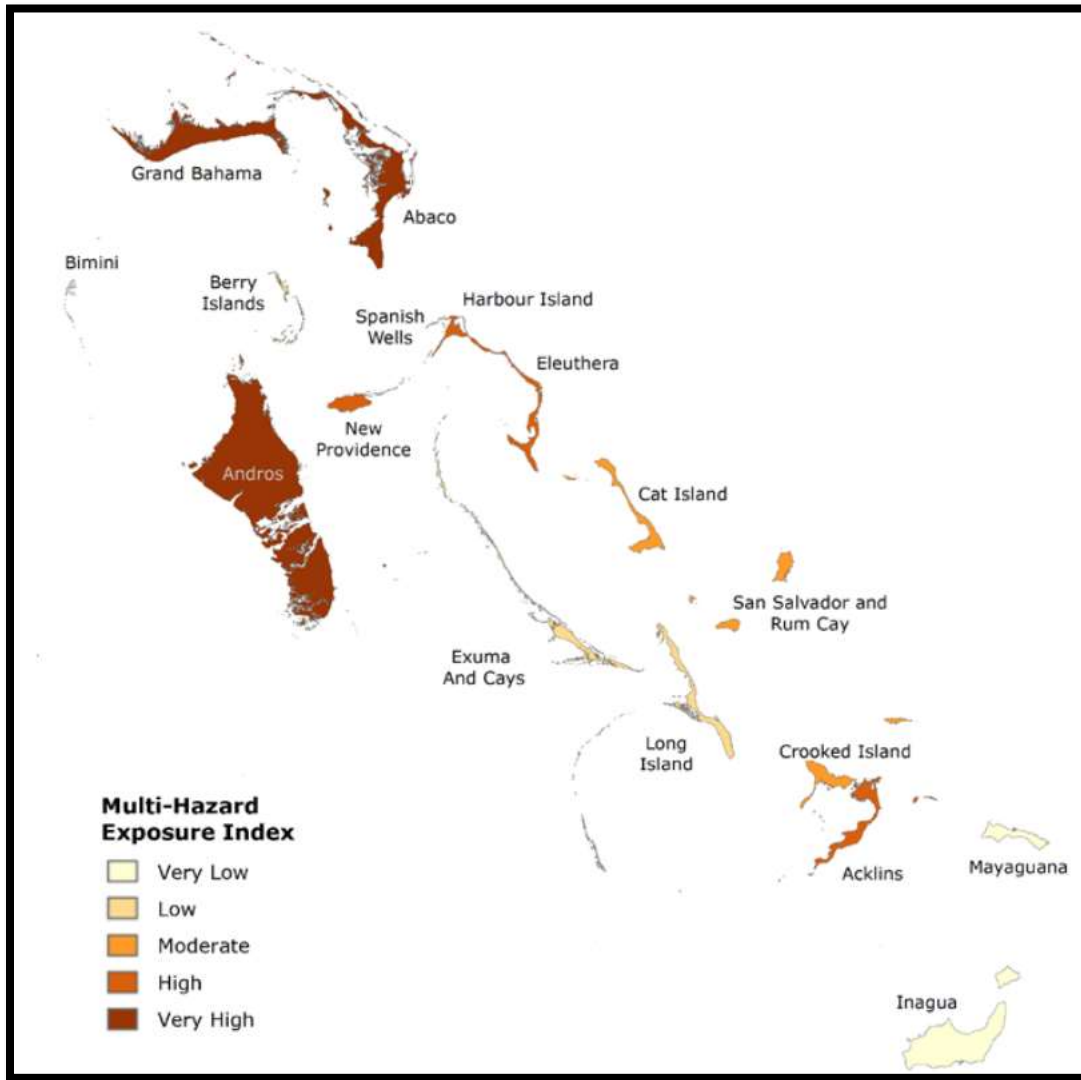 Grand Bahama
Abaco
Bimini
Berry
Islands
Harbour Island
Spanish
Wells
Eleuthera
New
Providence
Andros
Cat Island
San Salvador and
Rum Cay
Exuma
And Cays
Long
Island
Crooked Island
Acklins
Mayaguana
Inagua
Multi-Hazard
Exposure Index
Very Low
Low
Moderate
High
Very High